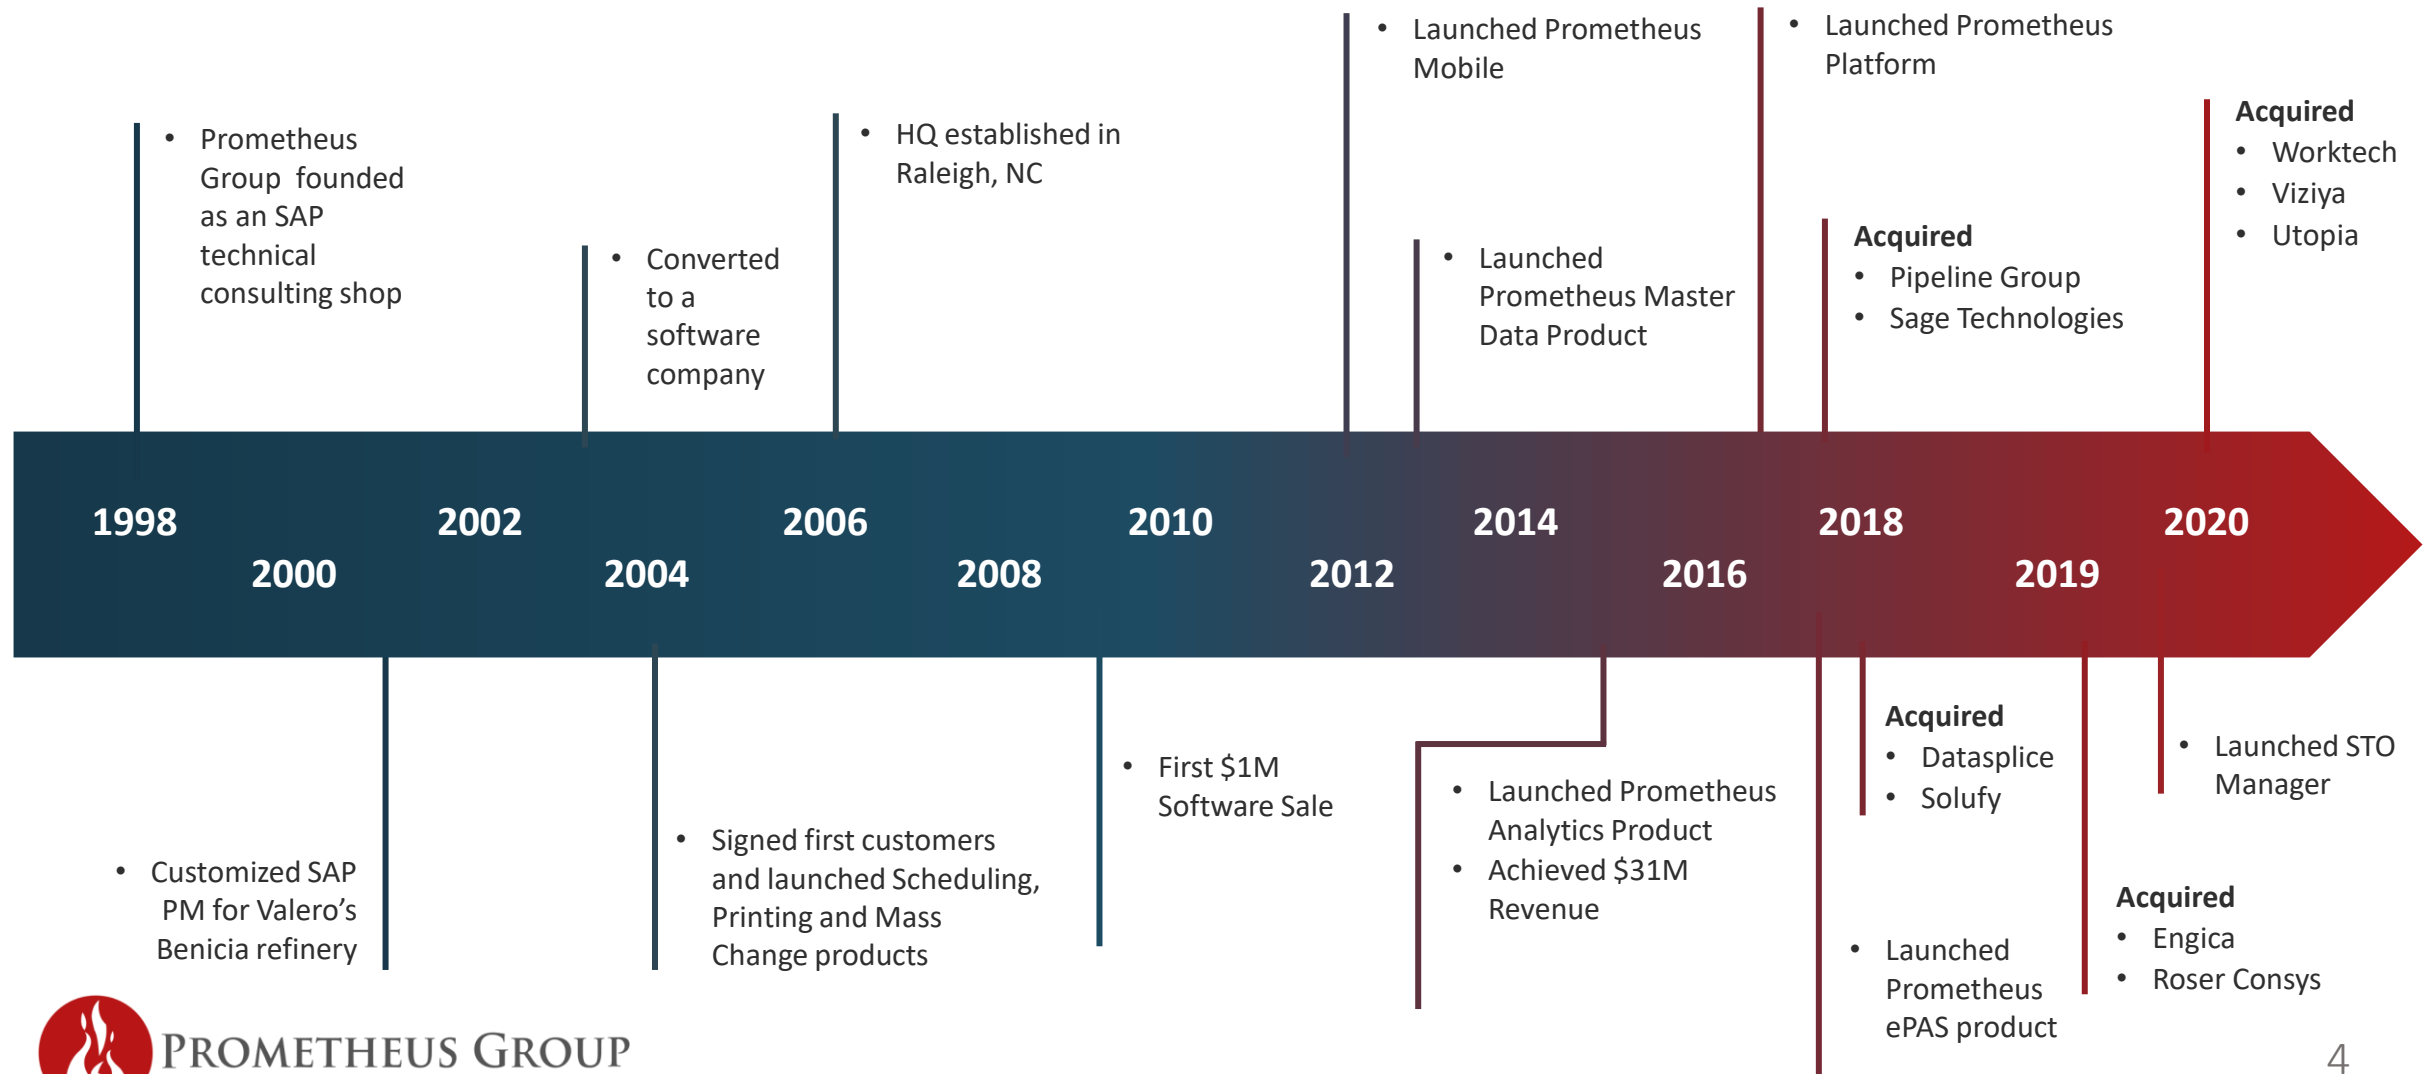 • Prometheus
Group founded
as an SAP
technical
consulting shop
• Converted
to a
software
company
• HQ established in
Raleigh, NC
• Launched Prometheus
Mobile
• Launched
Prometheus Master
Data Product
• Launched Prometheus
Platform
Acquired
• Pipeline Group
• Sage Technologies
Acquired
• Worktech
• Viziya
• Utopia
1998
2000
2002
2004
2006
2008
2010
2012
2014
2016
2018
2019
2020
• Customized SAP
PM for Valero’s
Benicia refinery
• Signed first customers
and launched Scheduling,
Printing and Mass
Change products
• First $1M
Software Sale
• Launched Prometheus
Analytics Product
• Achieved $31M
Revenue
• Launched
Prometheus
ePAS product
Acquired
• Datasplice
• Solufy
Acquired
• Engica
• Roser Consys
• Launched STO
Manager
PROMETHEUS GROUP
4